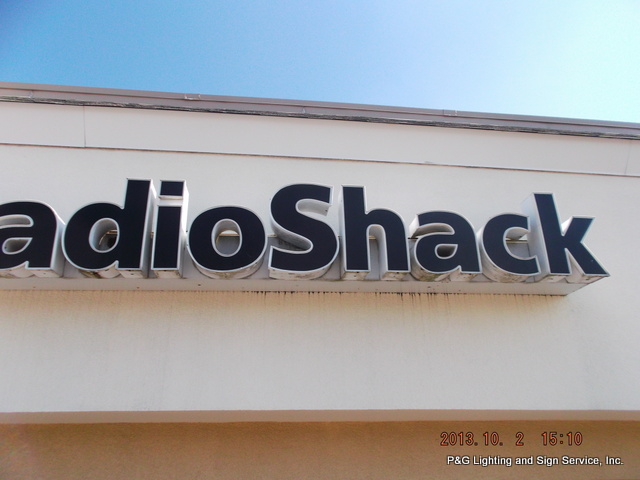 adioShack
2013.10. 2 15:10
P&G Lighting and Sign Service, Inc.